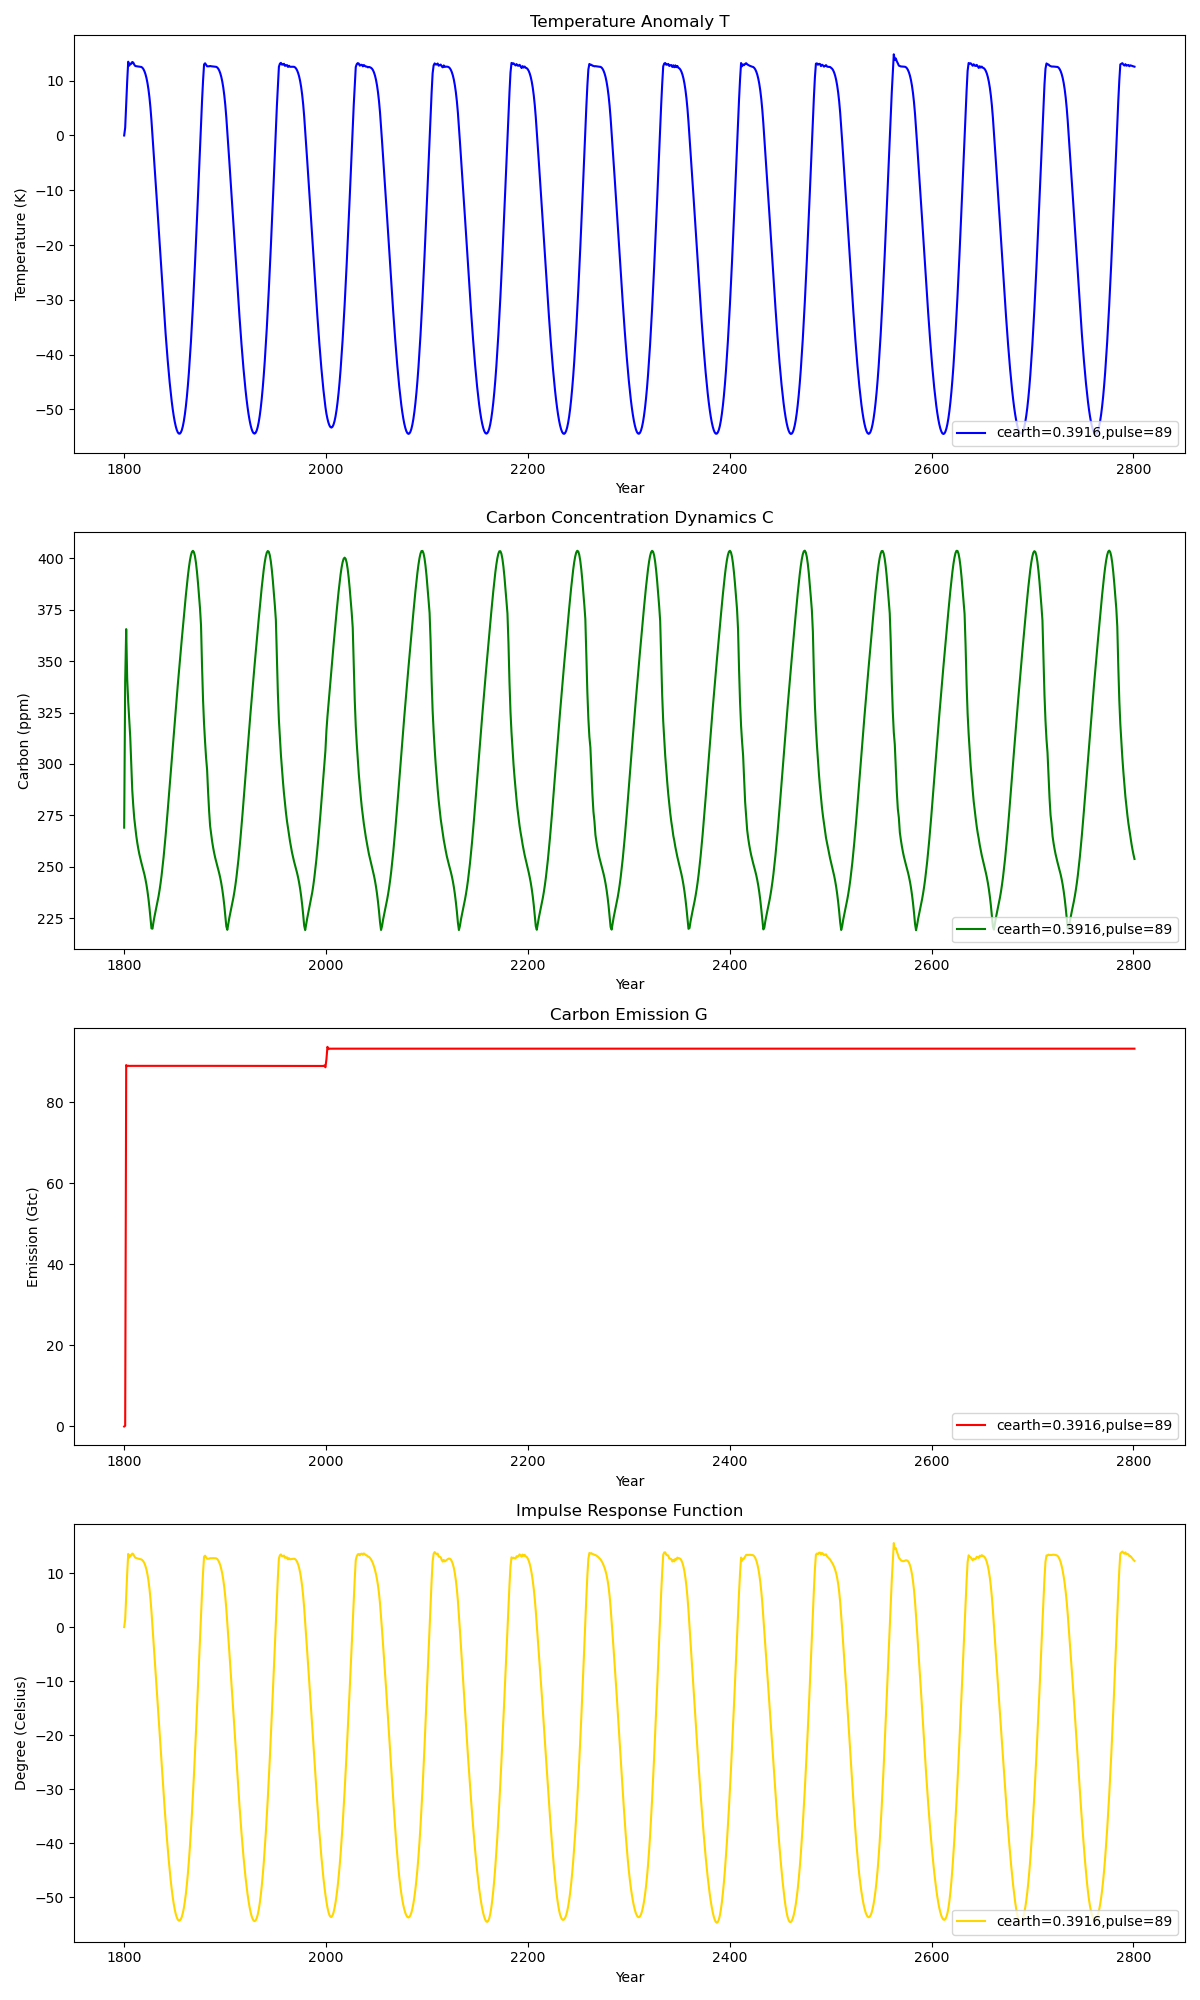 Temperature Anomaly T
10
0
−10
−20
−30
−40
−50
Temperature (K)
cearth=0.3916,pulse=89
1800 2000 2200 2400 2600 2800
Year
Carbon Concentration Dynamics C
400
375
350
325
300
275
250
225
Carbon (ppm)
cearth=0.3916,pulse=89
1800 2000 2200 2400 2600 2800
Year
Carbon Emission G
80
60
40
20
0
Emission (Gtc)
cearth=0.3916,pulse=89
1800 2000 2200 2400 2600 2800
Year
Impulse Response Function
10
0
−10
−20
−30
−40
−50
Degree (Celsius)
cearth=0.3916,pulse=89
1800 2000 2200 2400 2600 2800
Year